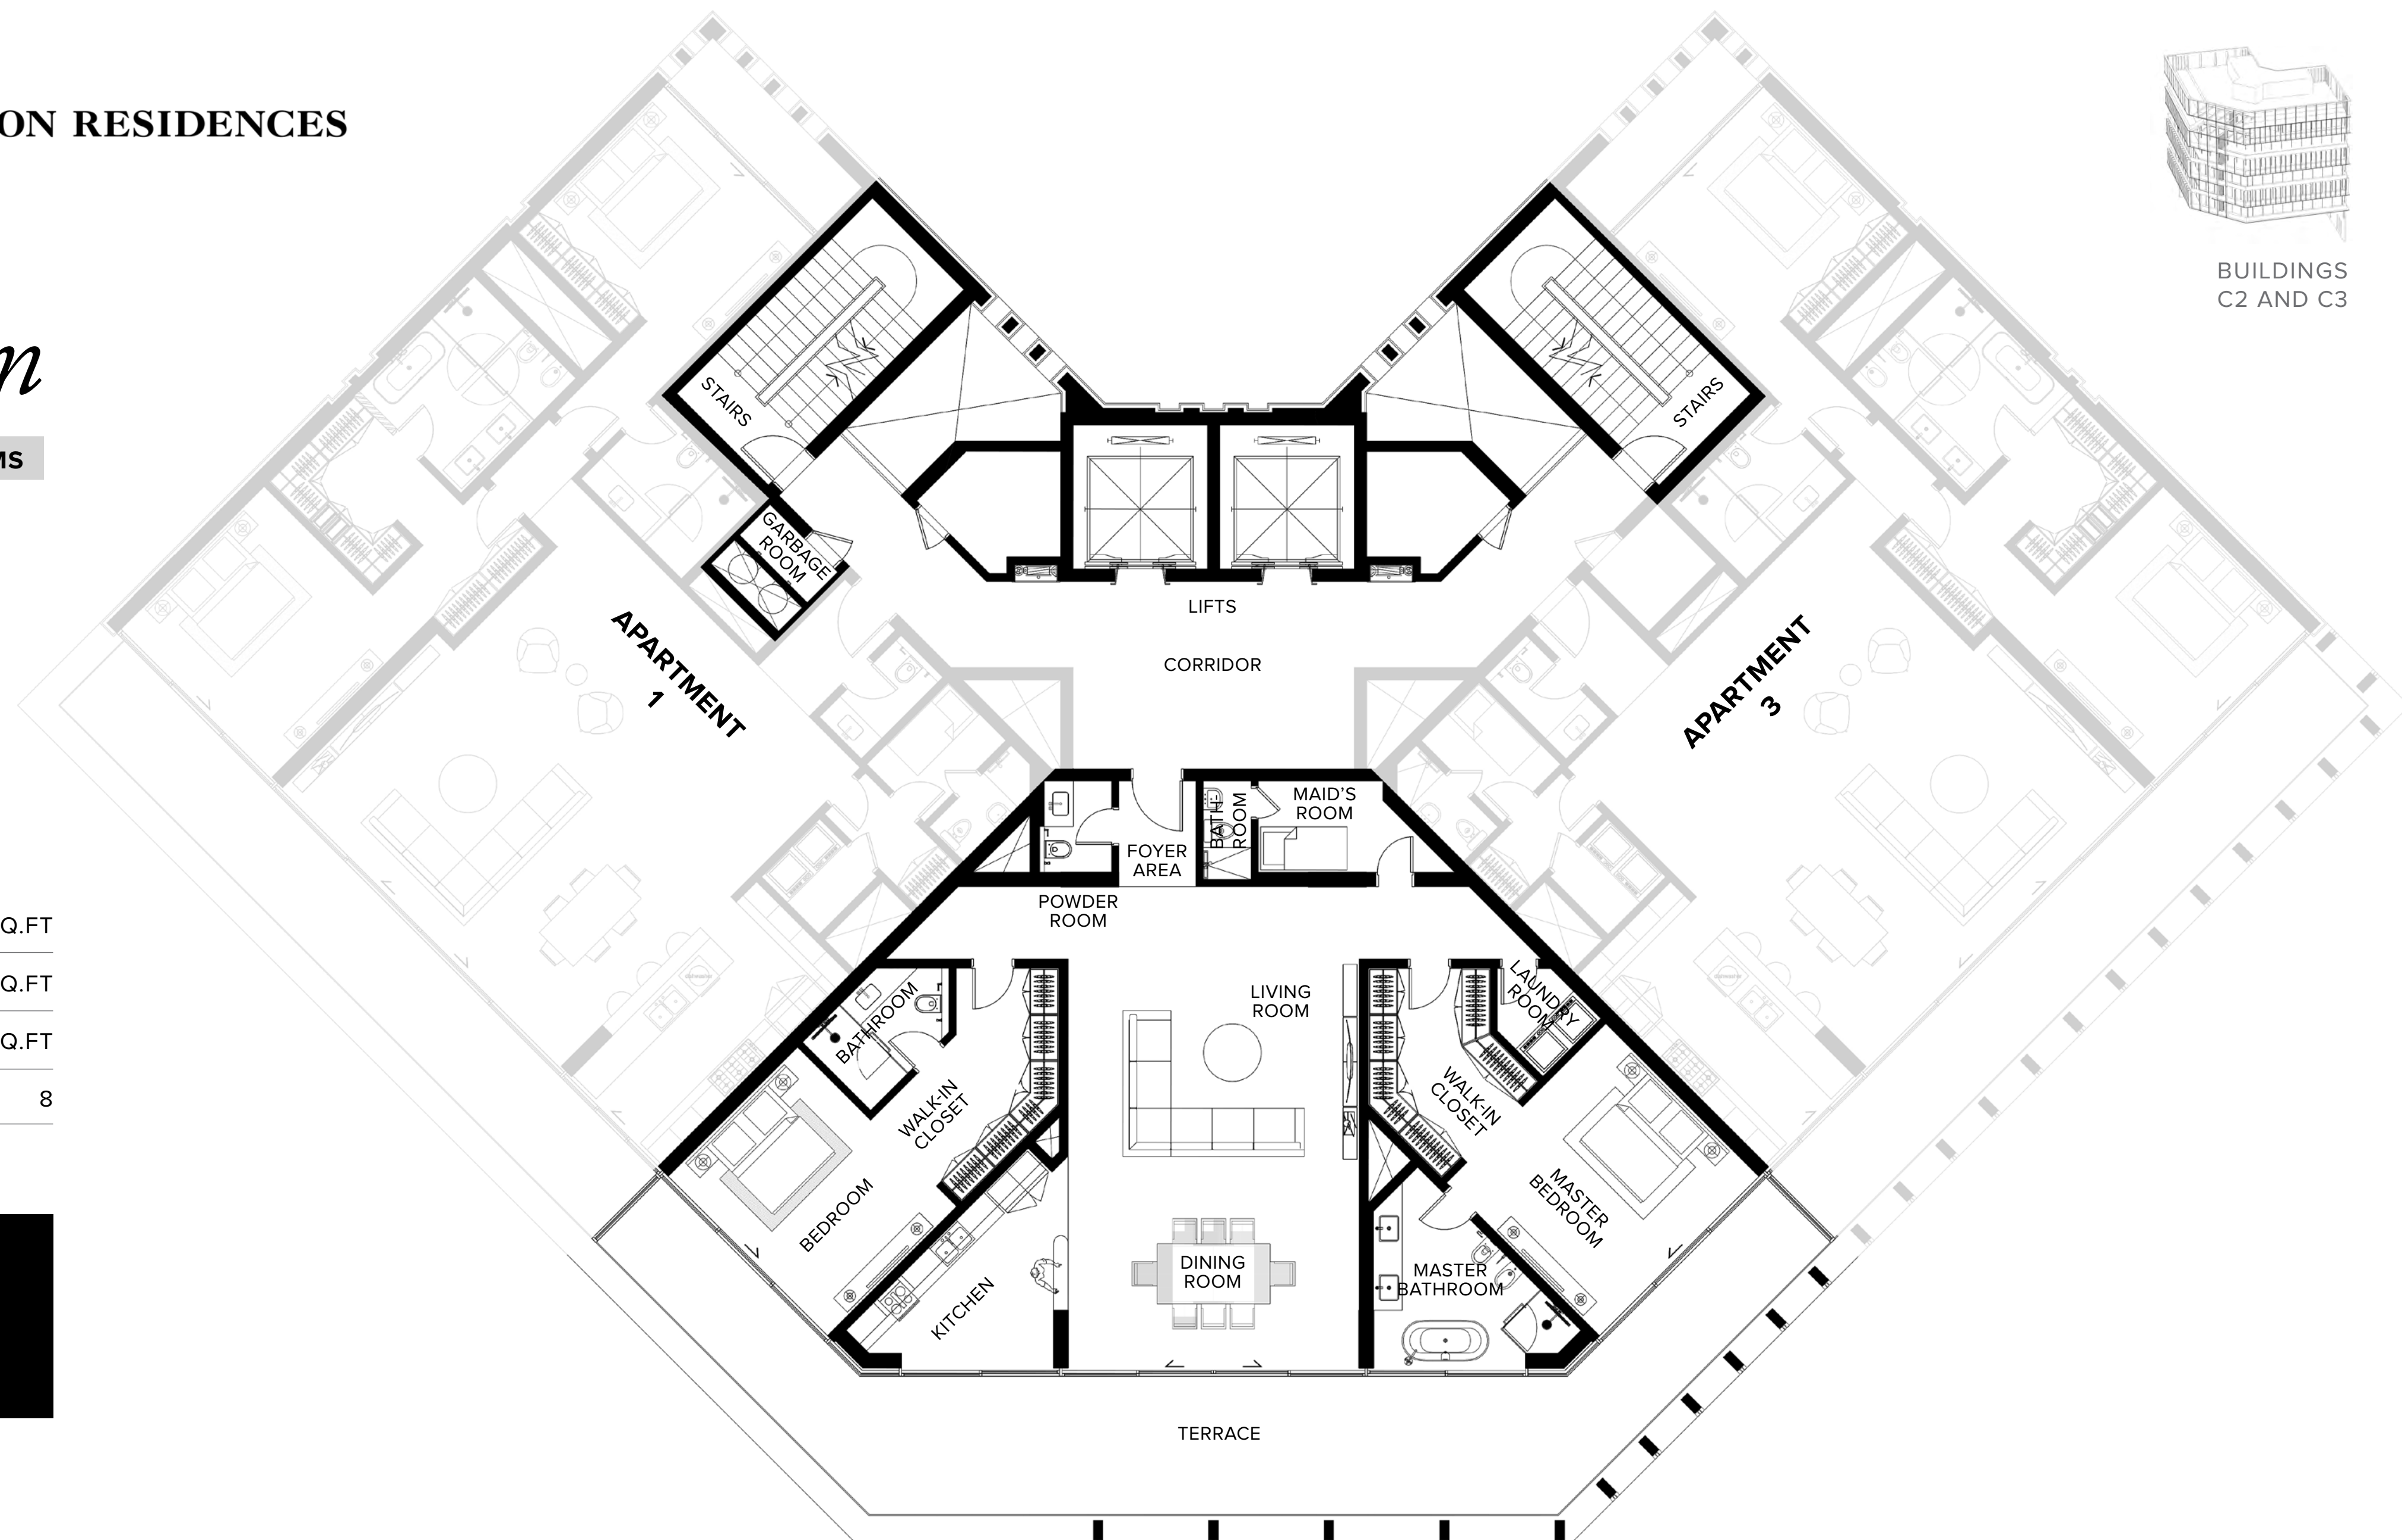 ON RESIDENCES
n
MS
Q.FT
Q.FT
Q.FT
8
BUILDINGS
C2 AND C3
STAIRS
STAIRS
GARBAGE
ROOM
LIFTS
CORRIDOR
APARTMENT
1
APARTMENT
3
BATH-
ROOM
MAID'S
ROOM
FOYER
AREA
POWDER
ROOM
LIVING
ROOM
LAUNDRY
ROOM
BATHROOM
WALK-IN
CLOSET
WALK-IN
CLOSET
BEDROOM
MASTER
BEDROOM
KITCHEN
DINING
ROOM
MASTER
BATHROOM
TERRACE